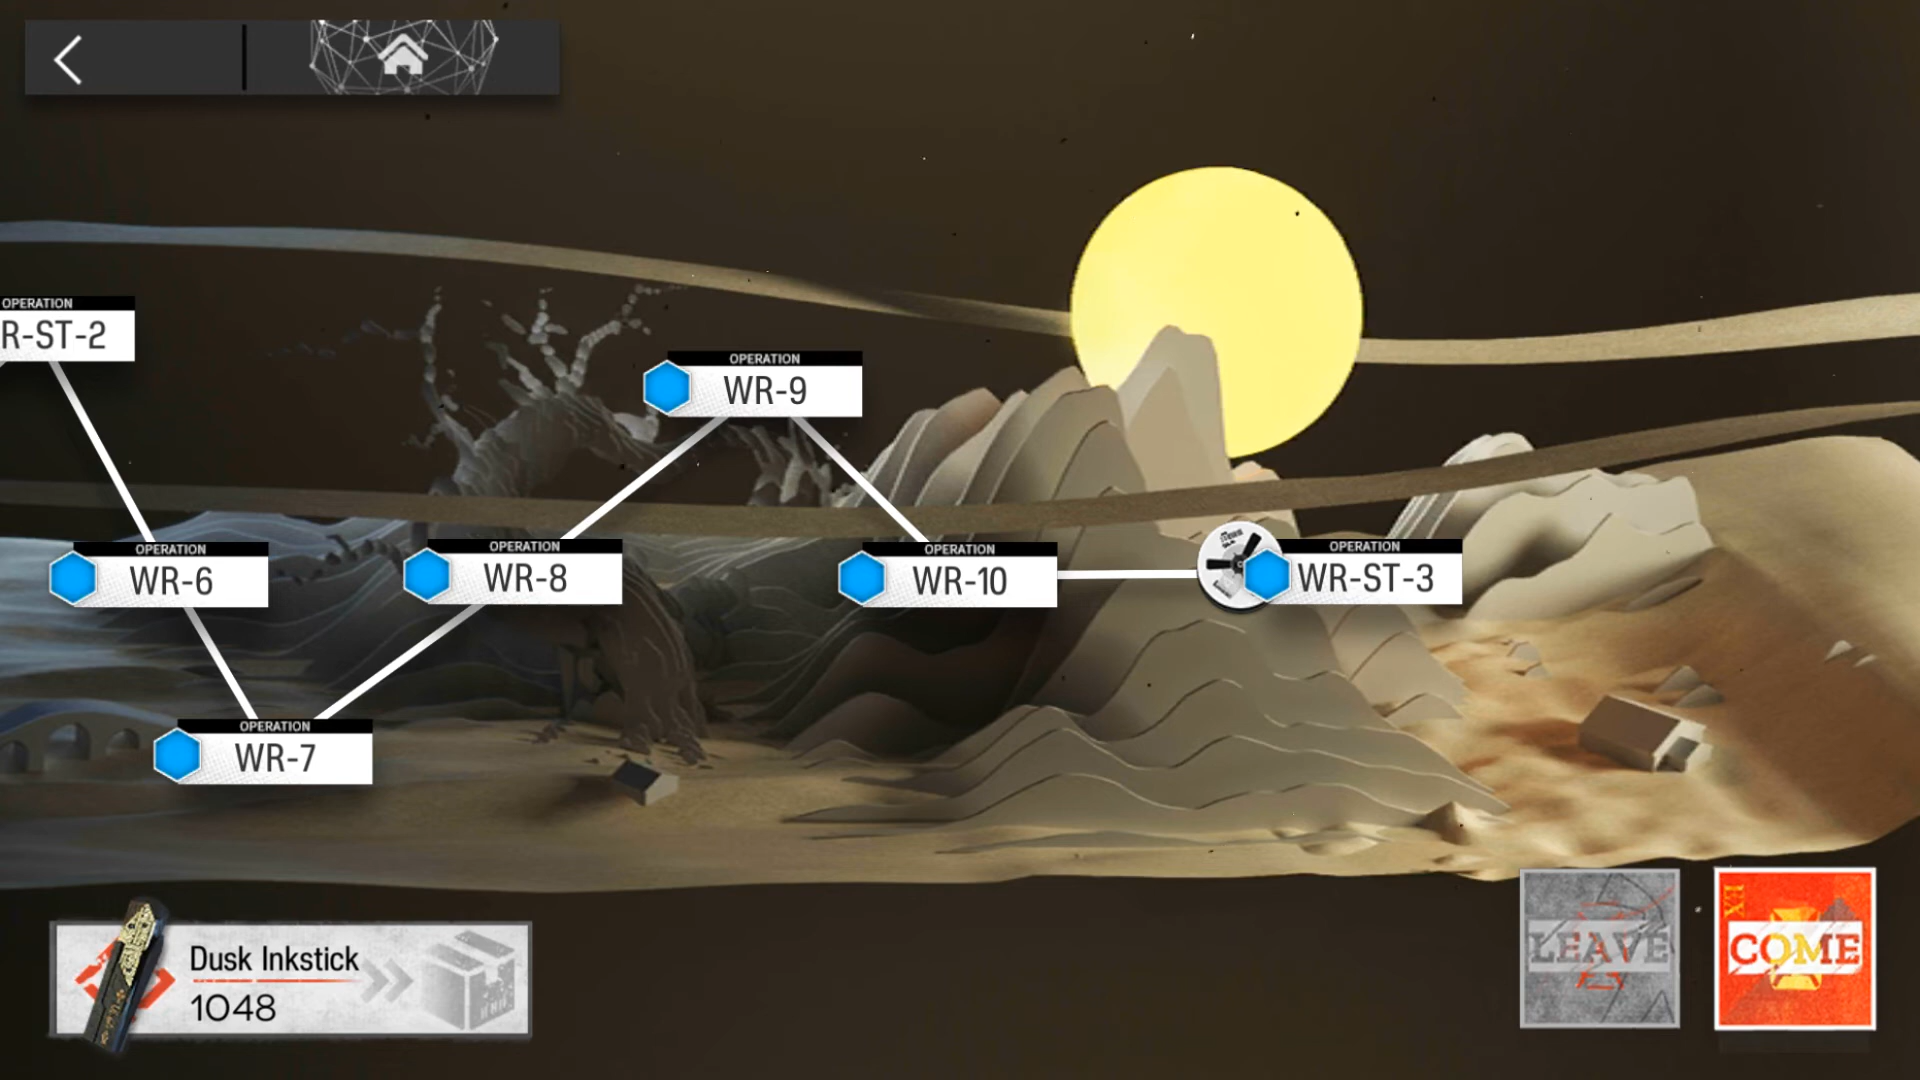 OPERATION
R-ST-2
OPERATION
WR-9
OPERATION
WR-6
OPERATION
WR-8
OPERATION
WR-10
OPERATION
WR-ST-3
OPERATION
WR-7
Dusk Inkstick
1048
LEAVE
EX
COME